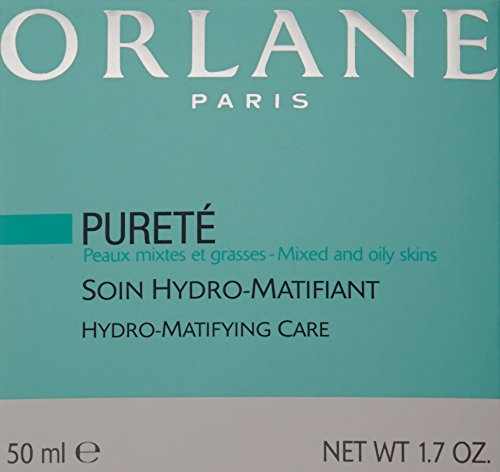 ORLANE
PARIS
PURETÉ
Peaux mixtes et grasses - Mixed and oily skins
SOIN HYDRO-MATIFIANT
HYDRO-MATIFYING CARE
50 ml ℮ NET WT 1.7 OZ.